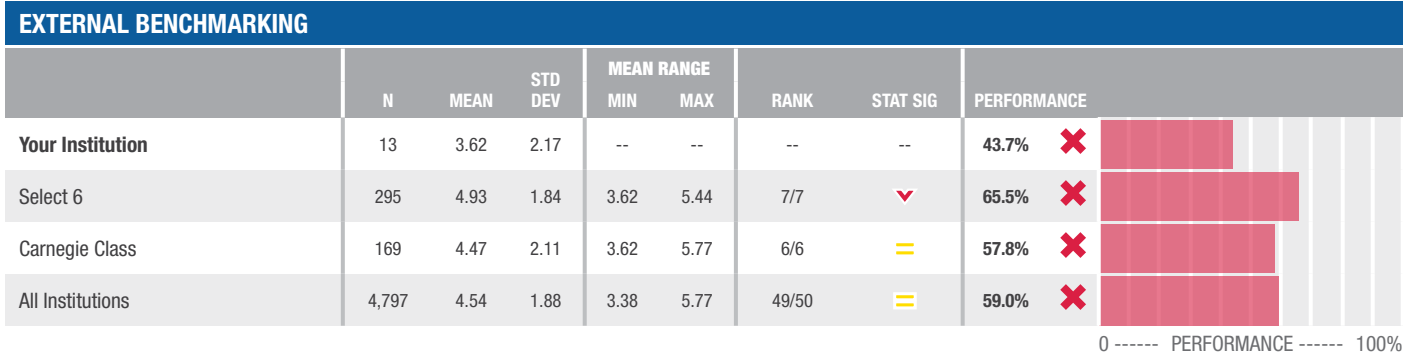 EXTERNAL BENCHMARKING
N MEAN STD DEV MEAN RANGE MIN MAX RANK STAT SIG PERFORMANCE
Your Institution 13 3.62 2.17 -- -- -- -- 43.7%
Select 6 295 4.93 1.84 3.62 5.44 7/7 65.5%
Carnegie Class 169 4.47 2.11 3.62 5.77 6/6 = 57.8%
All Institutions 4,797 4.54 1.88 3.38 5.77 49/50 = 59.0%
0 ------ PERFORMANCE ------ 100%